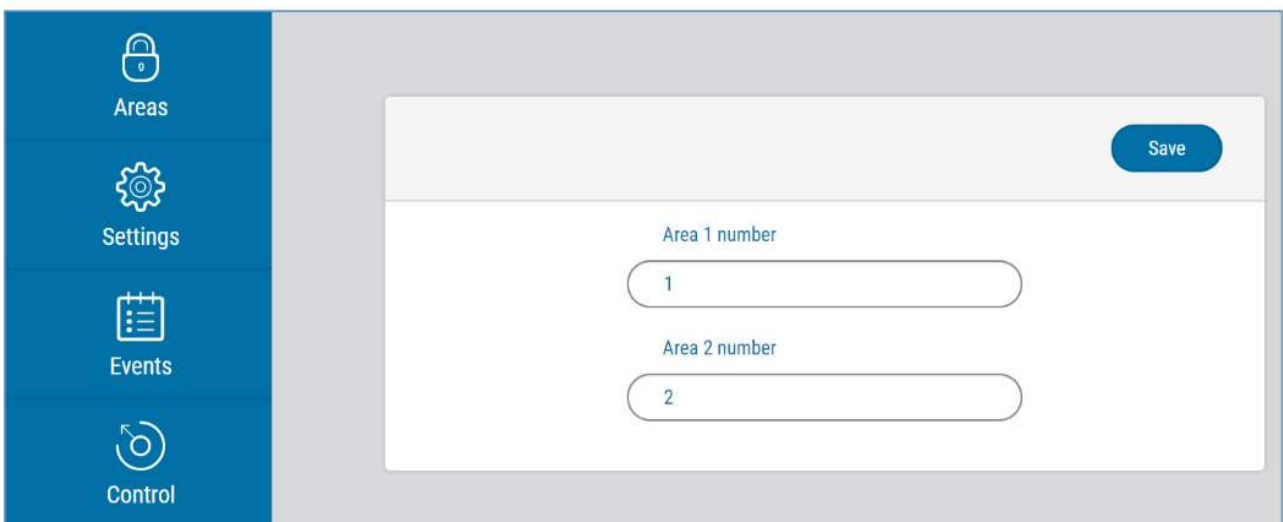 Areas
Settings
Events
Control
Save
Area 1 number
1
Area 2 number
2